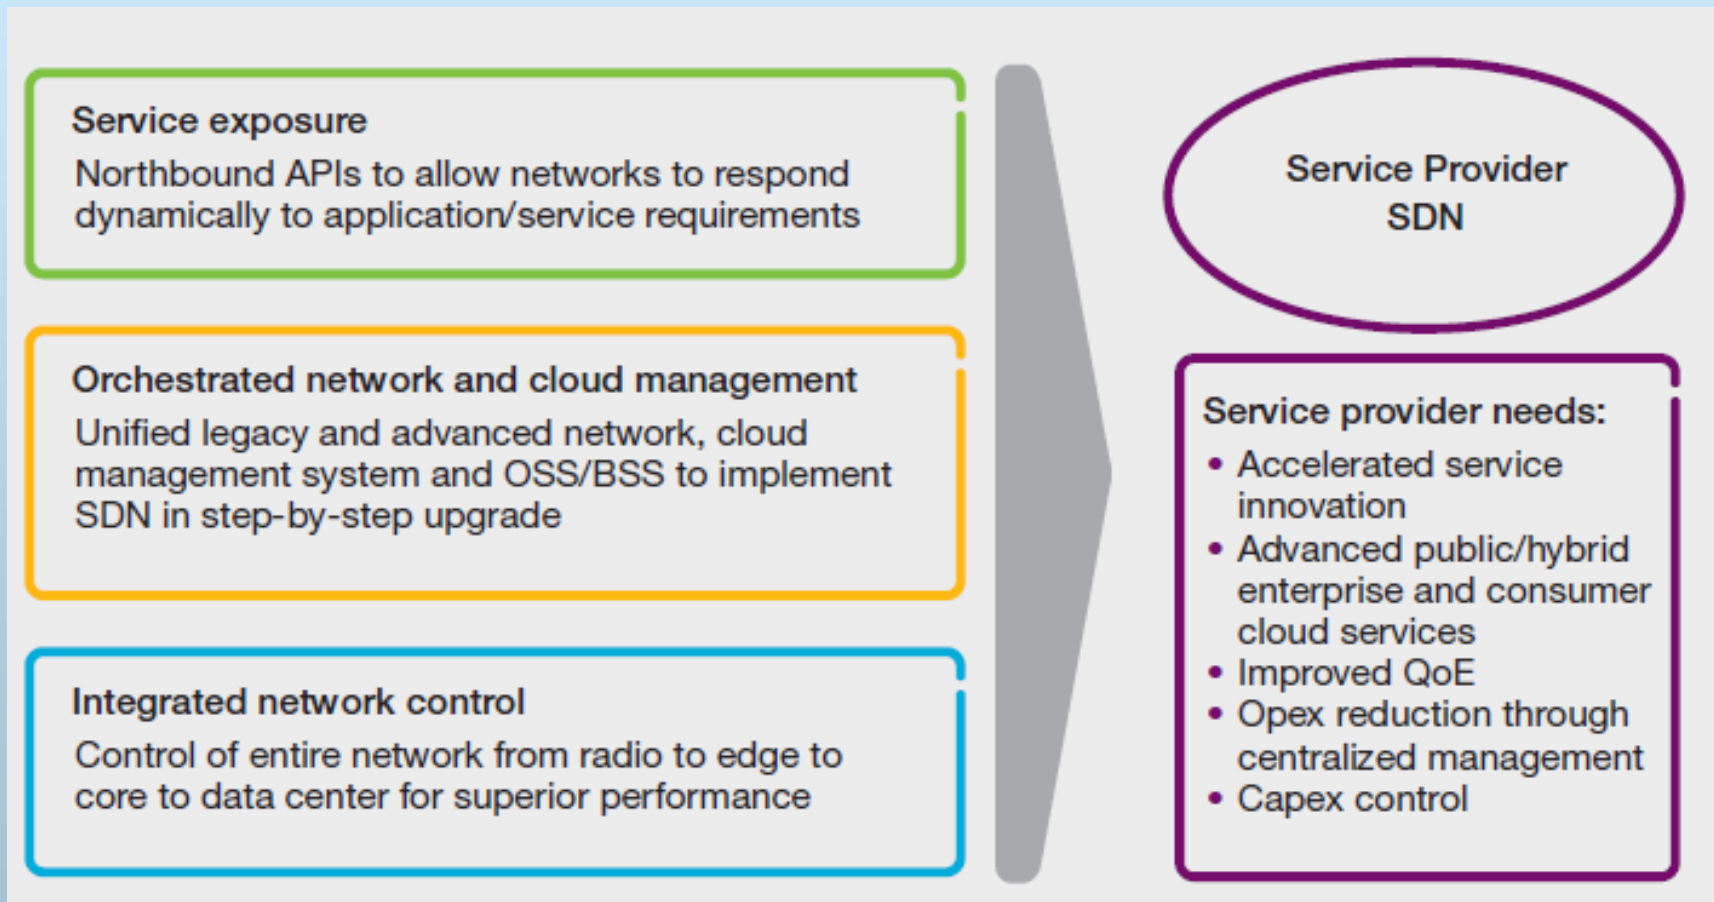 Service exposure
Northbound APIs to allow networks to respond
dynamically to application/service requirements
Orchestrated network and cloud management
Unified legacy and advanced network, cloud
management system and OSS/BSS to implement
SDN in step-by-step upgrade
Integrated network control
Control of entire network from radio to edge to
core to data center for superior performance
Service Provider
SDN
Service provider needs:
• Accelerated service
innovation
• Advanced public/hybrid
enterprise and consumer
cloud services
• Improved QoE
• Opex reduction through
centralized management
• Capex control